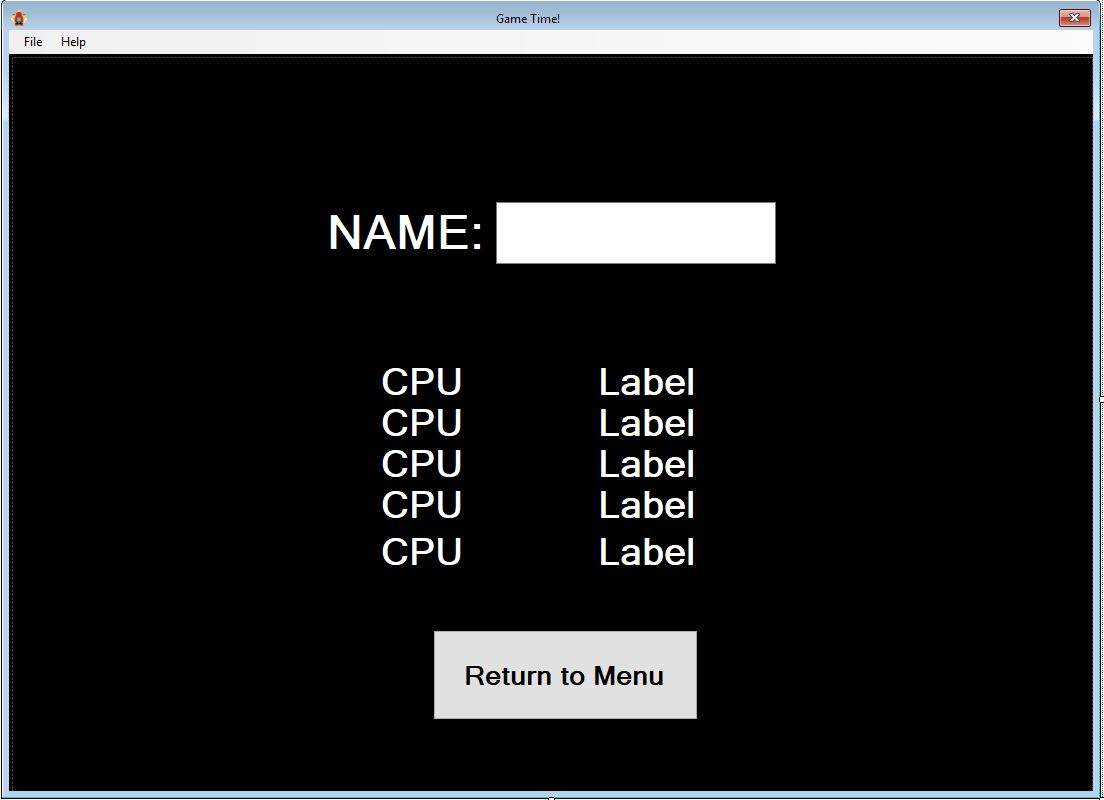 Game Time!
File Help
NAME:
CPU Label
CPU Label
CPU Label
CPU Label
CPU Label
Return to Menu